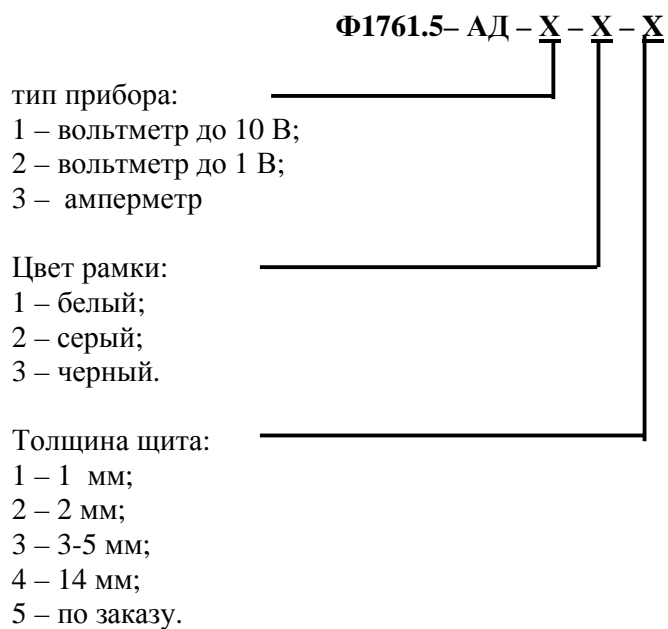 Ф1761.5– АД – Х – Х – Х
тип прибора:
1 – вольтметр до 10 В;
2 – вольтметр до 1 В;
3 – амперметр
Цвет рамки:
1 – белый;
2 – серый;
3 – черный.
Толщина щита:
1 – 1 мм;
2 – 2 мм;
3 – 3-5 мм;
4 – 14 мм;
5 – по заказу.